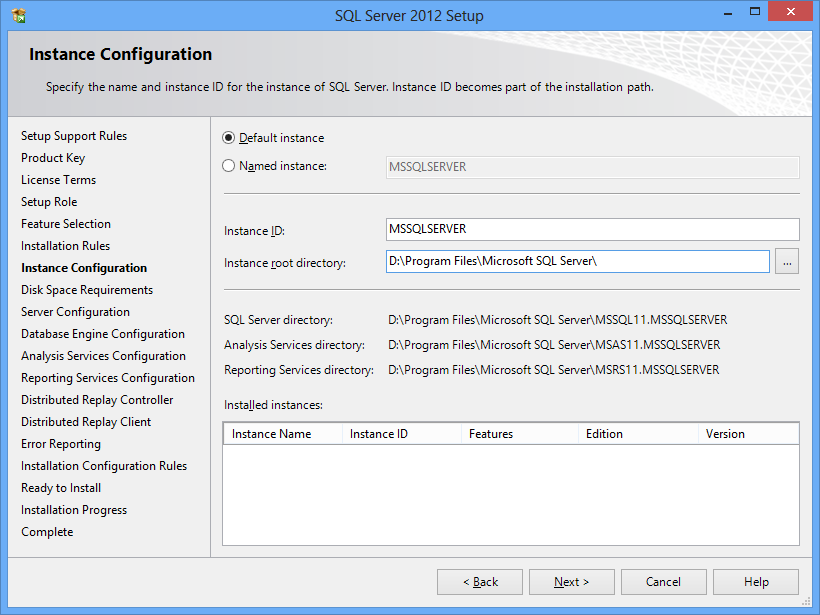 SQL Server 2012 Setup
Instance Configuration
Specify the name and instance ID for the instance of SQL Server. Instance ID becomes part of the installation path.
Setup Support Rules
Product Key
License Terms
Setup Role
Feature Selection
Installation Rules
Instance Configuration
Disk Space Requirements
Server Configuration
Database Engine Configuration
Analysis Services Configuration
Reporting Services Configuration
Distributed Replay Controller
Distributed Replay Client
Error Reporting
Installation Configuration Rules
Ready to Install
Installation Progress
Complete
Default instance
Named instance: MSSQLSERVER
Instance ID: MSSQLSERVER
Instance root directory: D:\Program Files\Microsoft SQL Server\ ...
SQL Server directory: D:\Program Files\Microsoft SQL Server\MSSQL11.MSSQLSERVER
Analysis Services directory: D:\Program Files\Microsoft SQL Server\MSAS11.MSSQLSERVER
Reporting Services directory: D:\Program Files\Microsoft SQL Server\MSRS11.MSSQLSERVER
Installed instances:
Instance Name Instance ID Features Edition Version
< Back Next > Cancel Help